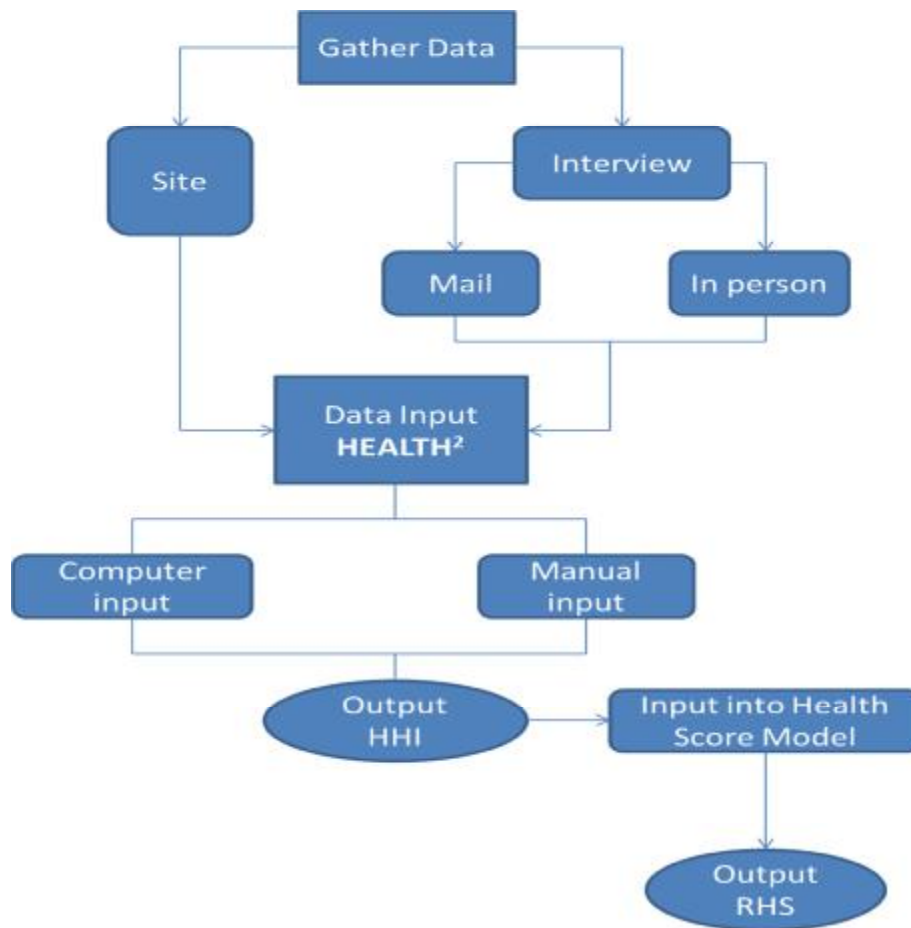 Gather Data
Site
Interview
Mail
In person
Data Input
HEALTH²
Computer
input
Manual
input
Output
HHI
Input into Health
Score Model
Output
RHS